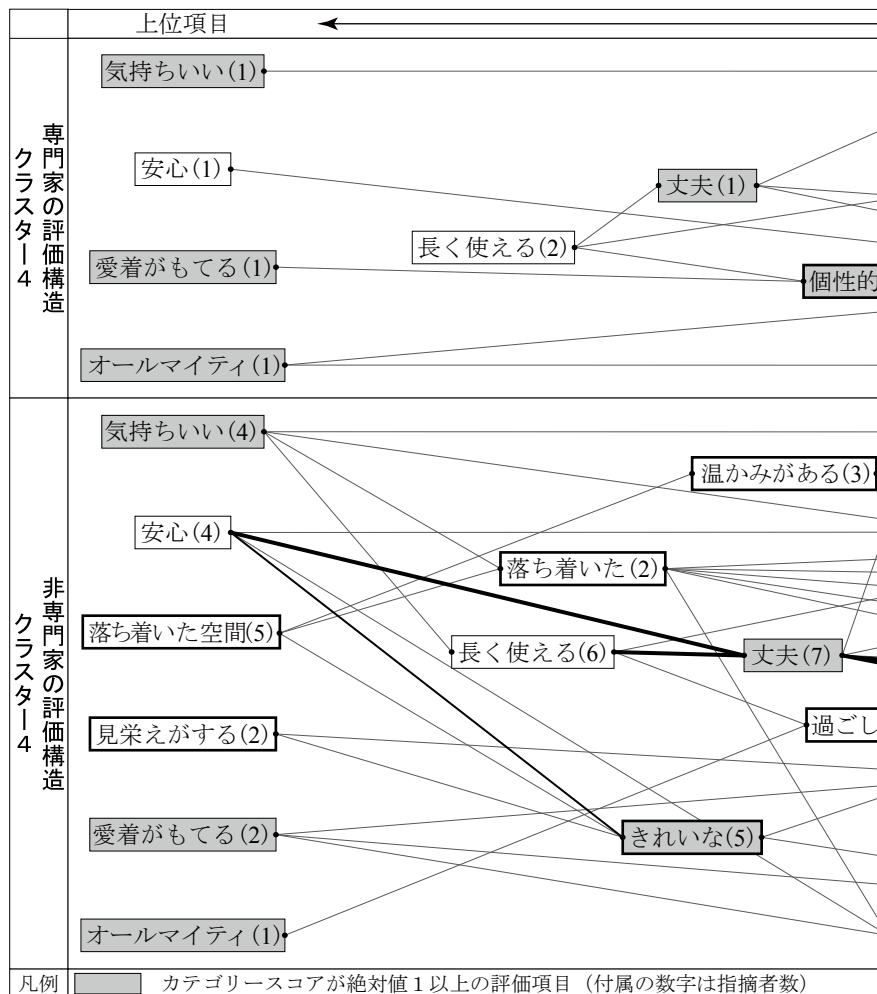 上位項目
専門家の評価構造
クラスター4
気持ちいい(1)
安心(1)
丈夫(1)
長く使える(2)
愛着がもてる(1)
個性的
オールマイティ(1)
非専門家の評価構造
クラスター4
気持ちいい(4)
温かみがある(3)
安心(4)
落ち着いた(2)
落ち着いた空間(5)
長く使える(6)
丈夫(7)
過ごし
見栄えがする(2)
愛着がもてる(2)
きれいな(5)
オールマイティ(1)
凡例 カテゴリースコアが絶対値1以上の評価項目（付属の数字は指摘者数）